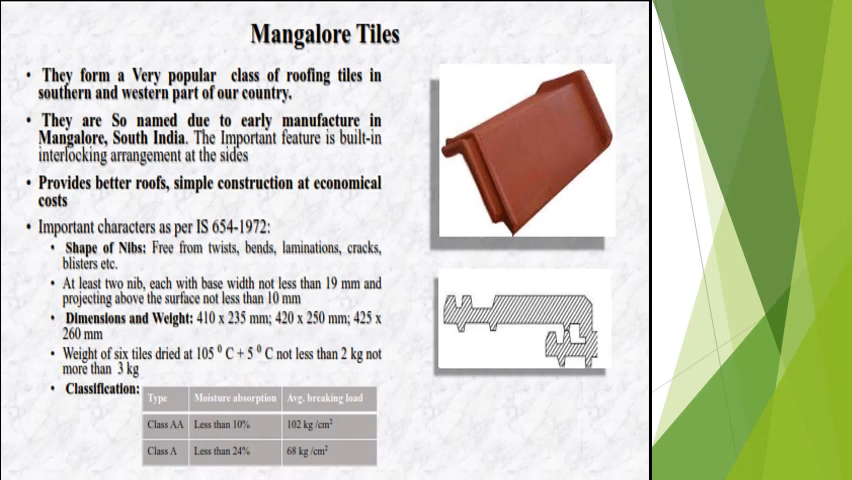 Mangalore Tiles
• They form a Very popular class of roofing tiles in
southern and western part of our country.
• They are So named due to early manufacture in
Mangalore, South India. The Important feature is built-in
interlocking arrangement at the sides
• Provides better roofs, simple construction at economical
costs
• Important characters as per IS 654-1972:
• Shape of Nibs: Free from twists, bends, laminations, cracks,
blisters etc.
• At least two nib, each with base width not less than 19 mm and
projecting above the surface not less than 10 mm
• Dimensions and Weight: 410 x 235 mm; 420 x 250 mm; 425 x
260 mm
• Weight of six tiles dried at 105 ⁰ C + 5 ⁰ C not less than 2 kg not
more than 3 kg
• Classification:
Type Moisture absorption Avg. breaking load
Class AA Less than 10% 102 kg /cm²
Class A Less than 24% 68 kg /cm²